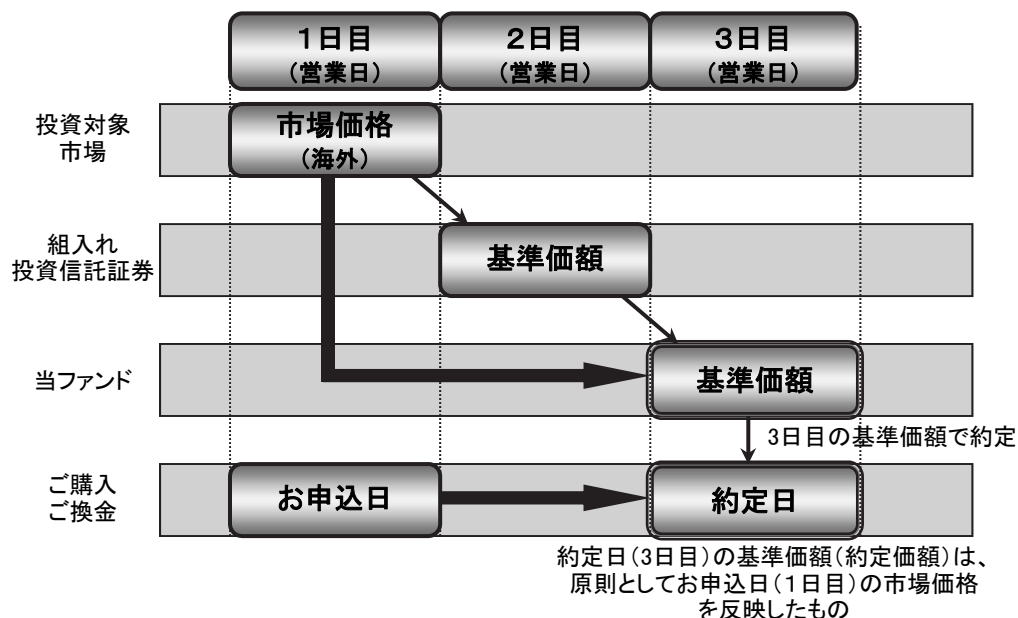 1日目
(営業日)
2日目
(営業日)
3日目
(営業日)
投資対象
市場
市場価格
(海外)
組入れ
投資信託証券
基準価額
当ファンド
基準価額
3日目の基準価額で約定
ご購入
ご換金
お申込日
約定日
約定日(3日目)の基準価額(約定価額)は、
原則としてお申込日(1日目)の市場価格
を反映したもの